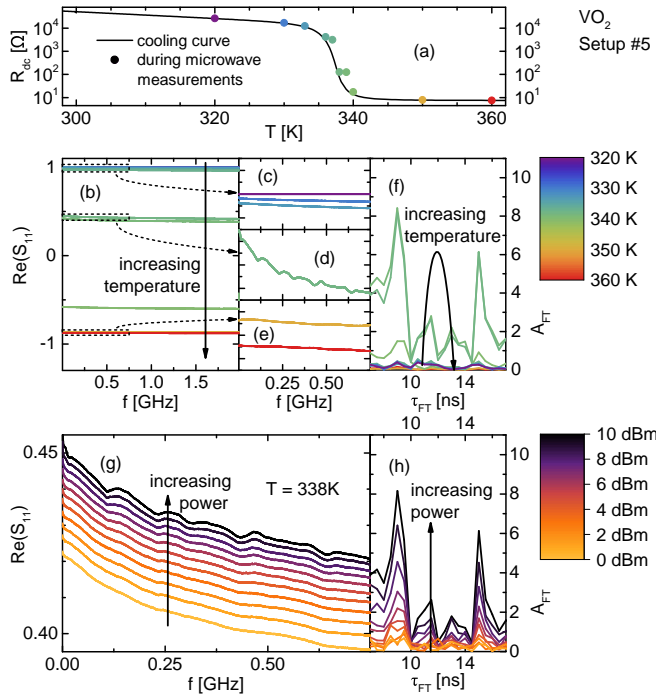 VO2
Setup #5
R_dc [Ω]
10^4
10^3
10^2
10^1
cooling curve
during microwave
measurements
(a)
10^4
10^3
10^2
10^1
300
320
340
360
T [K]
Re(S_11)
1
0
-1
(b)
increasing
temperature
0.5
1.0
1.5
f [GHz]
(c)
(d)
(e)
0.25
0.50
f [GHz]
(f)
increasing
temperature
10
8
6
4
2
0
A_FT
10
14
τ_FT [ns]
320 K
330 K
340 K
350 K
360 K
Re(S_11)
0.45
0.40
(g)
increasing
power
T = 338K
0.00
0.25
0.50
f [GHz]
10
14
(h)
increasing
power
10
8
6
4
2
0
A_FT
10
14
τ_FT [ns]
10 dBm
8 dBm
6 dBm
4 dBm
2 dBm
0 dBm